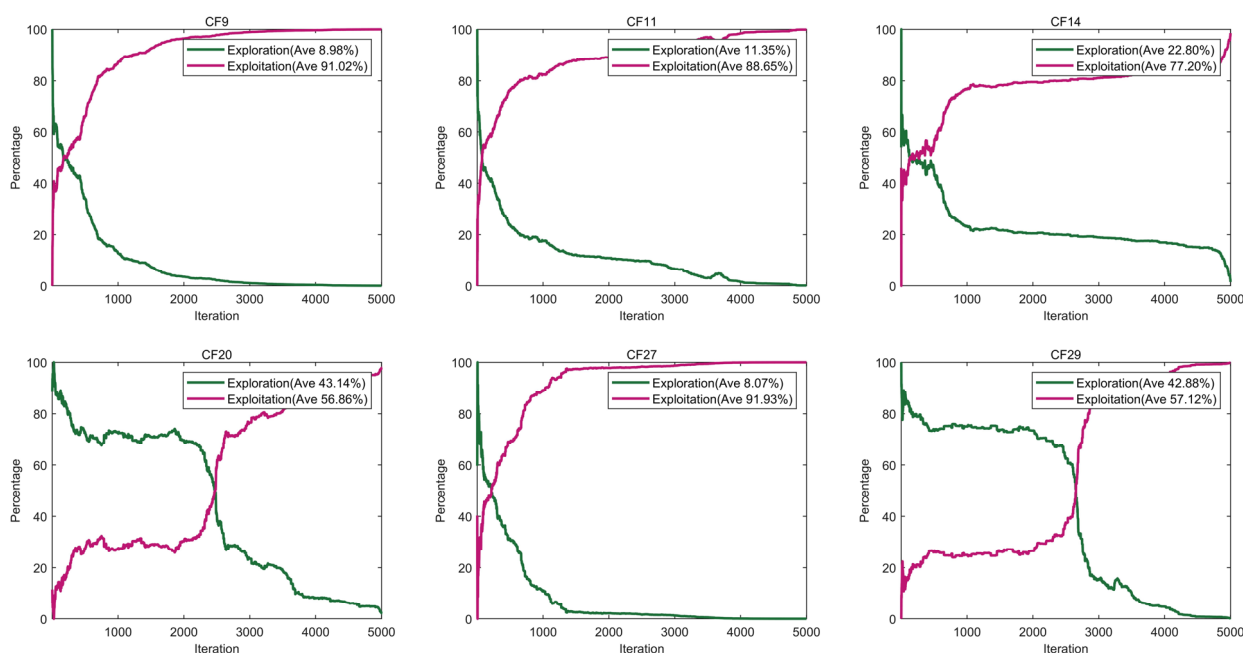 CF9
100
80
60
40
20
0
Percentage
Exploration(Ave 8.98%)
Exploitation(Ave 91.02%)
1000 2000 3000 4000 5000
Iteration
CF11
100
80
60
40
20
0
Percentage
Exploration(Ave 11.35%)
Exploitation(Ave 88.65%)
1000 2000 3000 4000 5000
Iteration
CF14
100
80
60
40
20
0
Percentage
Exploration(Ave 22.80%)
Exploitation(Ave 77.20%)
1000 2000 3000 4000 5000
Iteration
CF20
100
80
60
40
20
0
Percentage
Exploration(Ave 43.14%)
Exploitation(Ave 56.86%)
1000 2000 3000 4000 5000
Iteration
CF27
100
80
60
40
20
0
Percentage
Exploration(Ave 8.07%)
Exploitation(Ave 91.93%)
1000 2000 3000 4000 5000
Iteration
CF29
100
80
60
40
20
0
Percentage
Exploration(Ave 42.88%)
Exploitation(Ave 57.12%)
1000 2000 3000 4000 5000
Iteration